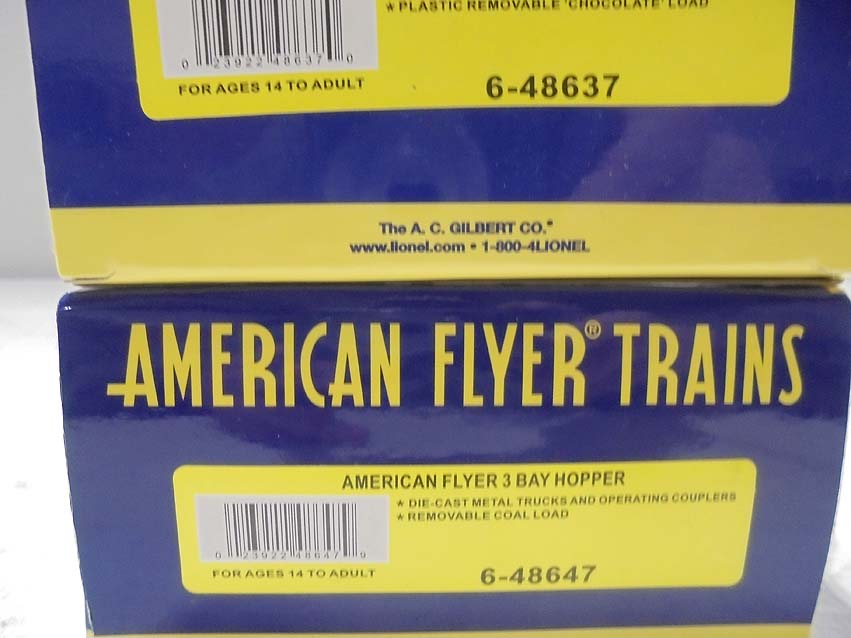 ★ PLASTIC REMOVABLE 'CHOCOLATE' LOAD
0 23922 48637 0
FOR AGES 14 TO ADULT
6-48637
The A. C. GILBERT CO.®
www.lionel.com • 1-800-4LIONEL
AMERICAN FLYER® TRAINS
AMERICAN FLYER 3 BAY HOPPER
★ DIE-CAST METAL TRUCKS AND OPERATING COUPLERS
★ REMOVABLE COAL LOAD
0 23922 48647 9
FOR AGES 14 TO ADULT
6-48647